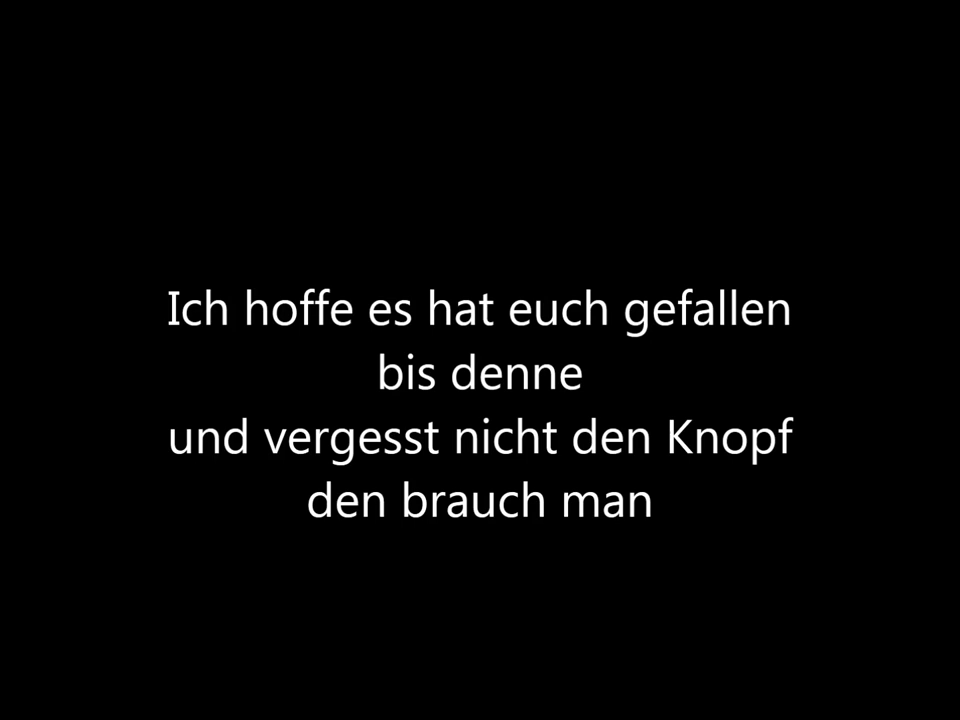 Ich hoffe es hat euch gefallen
bis denne
und vergesst nicht den Knopf
den brauch man